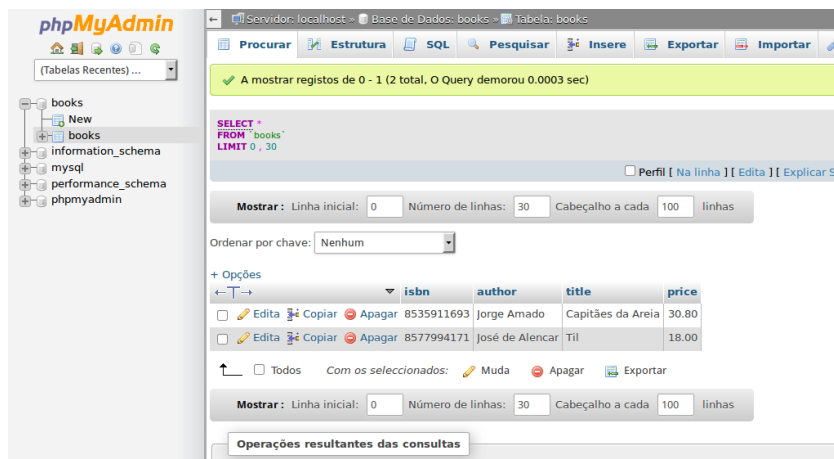 phpMyAdmin
(Tabelas Recentes) ...
books
New
books
information_schema
mysql
performance_schema
phpmyadmin
Servidor: localhost » Base de Dados: books » Tabela: books
Procurar Estrutura SQL Pesquisar Insere Exportar Importar
A mostrar registos de 0 - 1 (2 total, O Query demorou 0.0003 sec)
SELECT *
FROM `books`
LIMIT 0 , 30
Perfil [ Na linha ] [ Edita ] [ Explicar S
Mostrar : Linha inicial: 0 Número de linhas: 30 Cabeçalho a cada 100 linhas
Ordenar por chave: Nenhum
+ Opções
←T→ isbn author title price
Edita Copiar Apagar 8535911693 Jorge Amado Capitães da Areia 30.80
Edita Copiar Apagar 8577994171 José de Alencar Til 18.00
Todos Com os seleccionados: Muda Apagar Exportar
Mostrar : Linha inicial: 0 Número de linhas: 30 Cabeçalho a cada 100 linhas
Operações resultantes das consultas